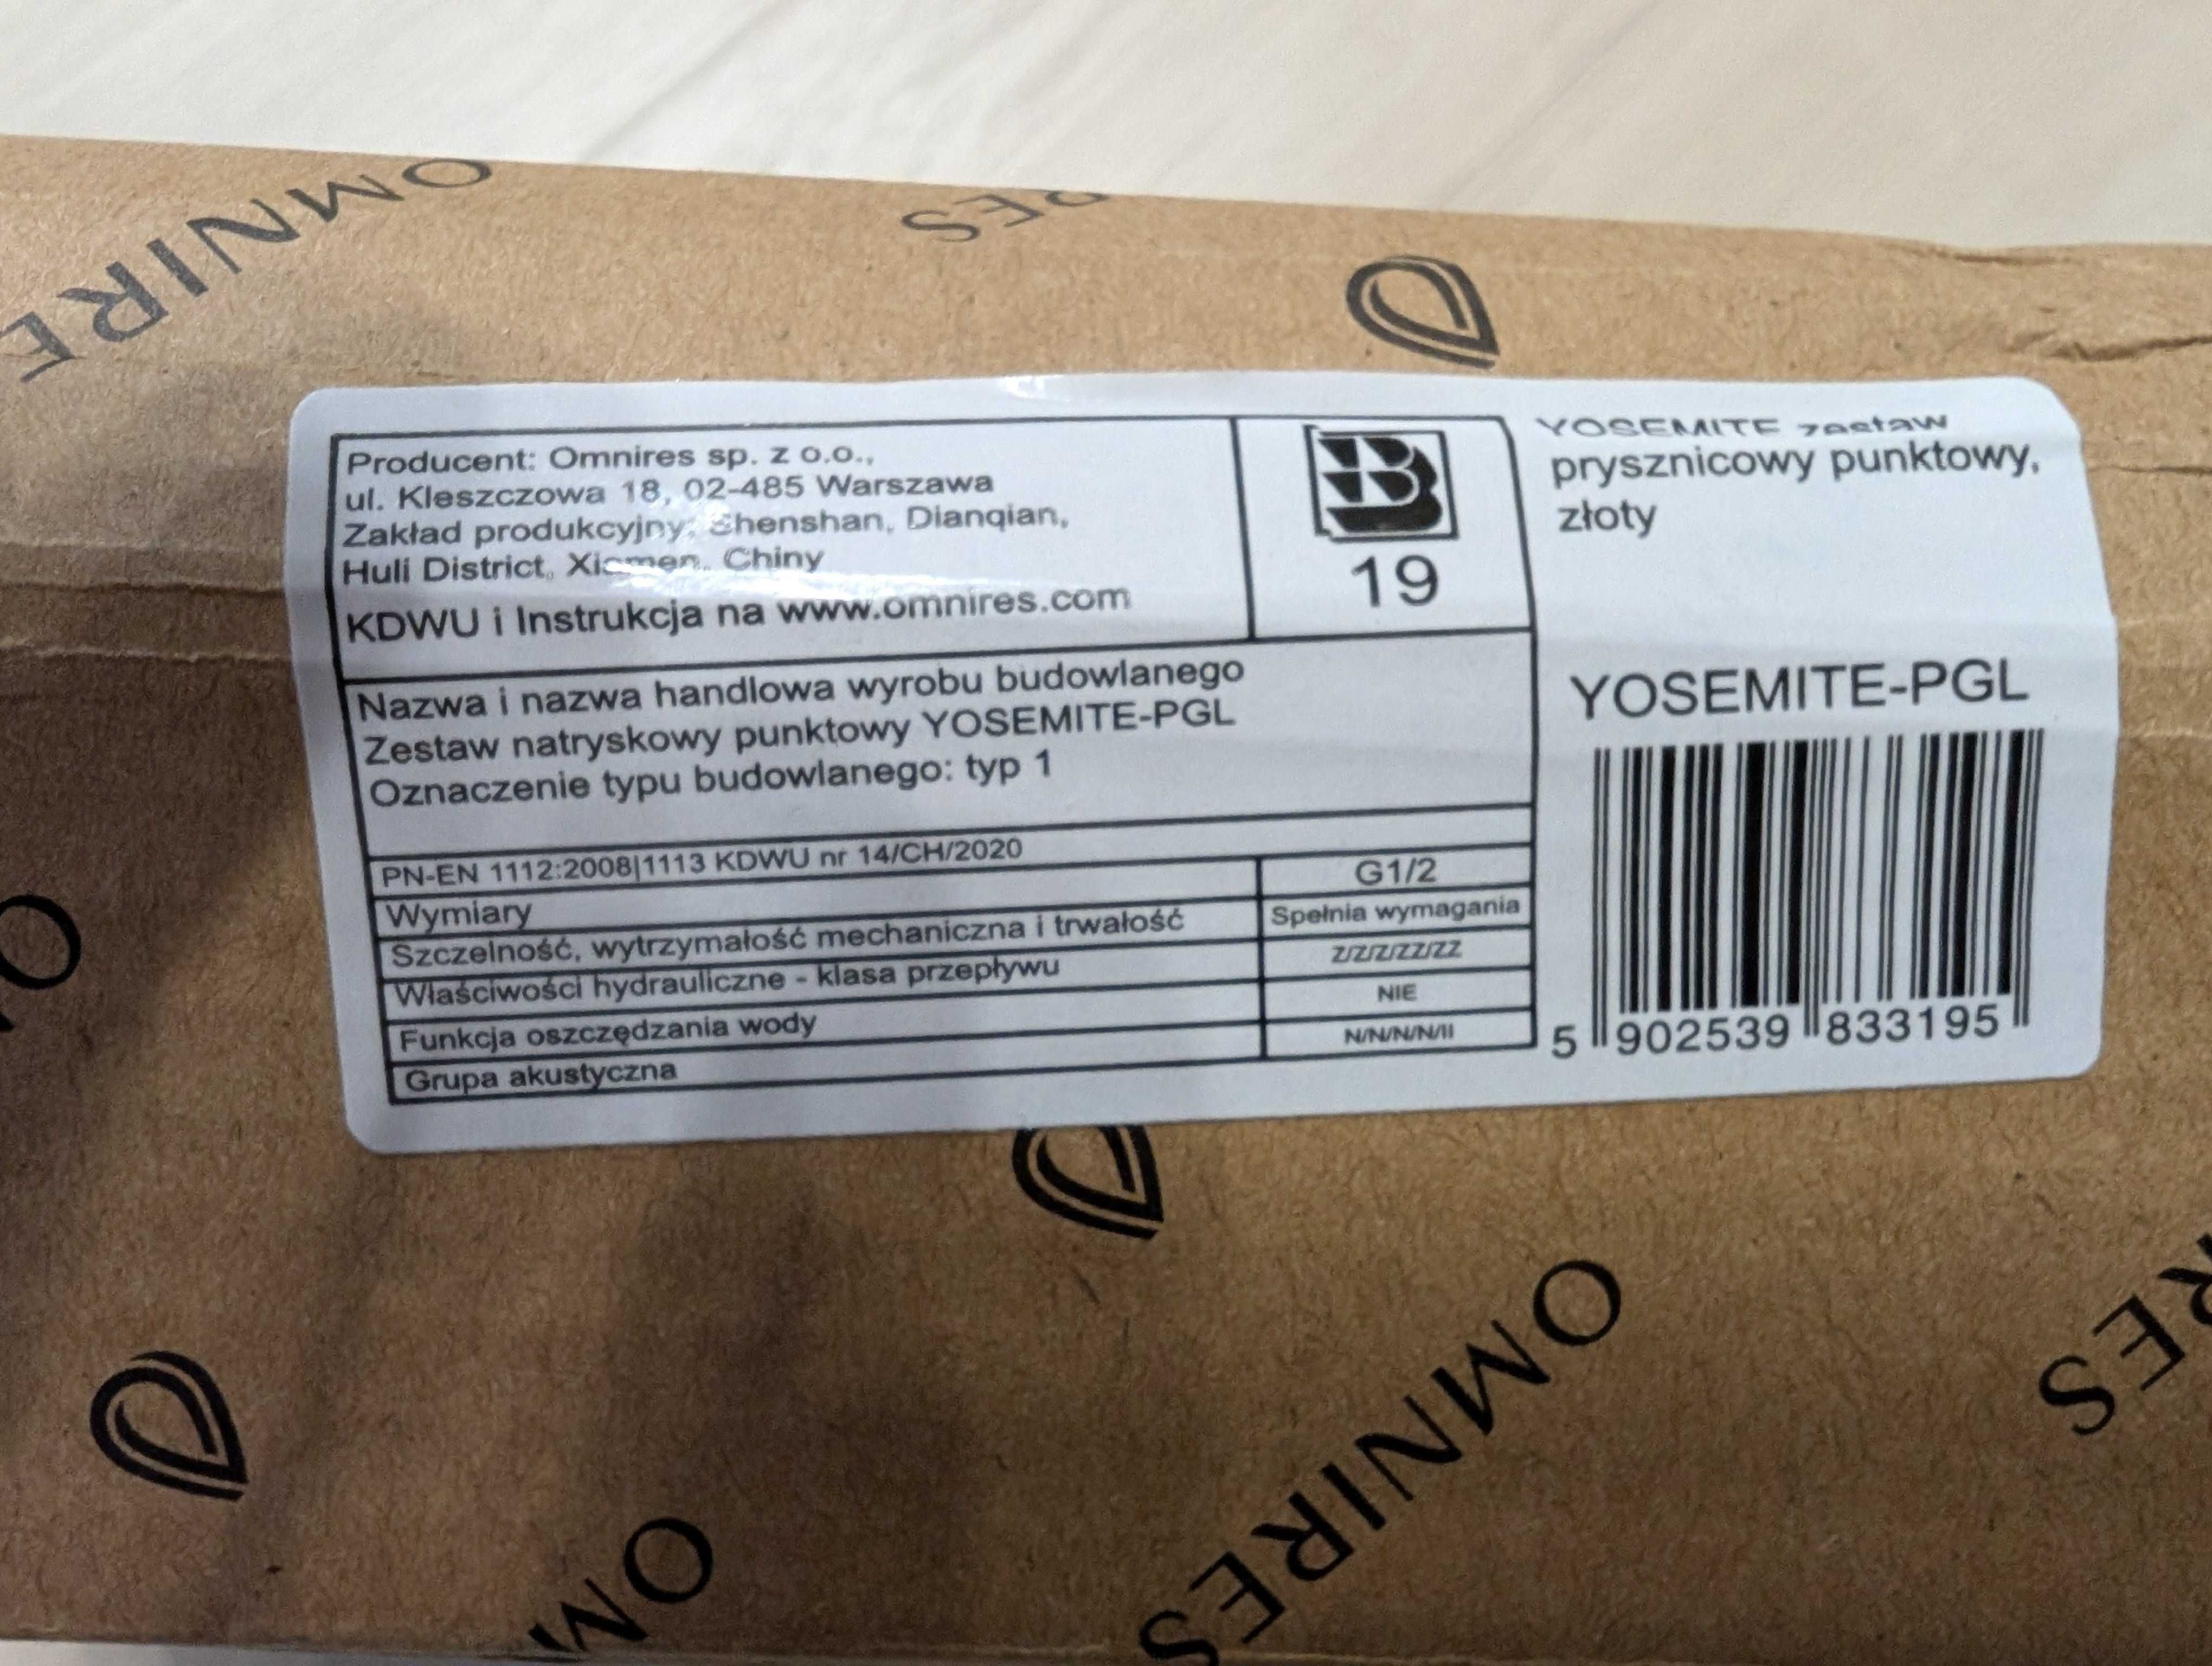 OMNIRE
OMNIRES
RES
Producent: Omnires sp. z o.o.,
ul. Kleszczowa 18, 02-485 Warszawa
Zakład produkcyjny: Shenshan, Dianqian,
Huli District, Xiamen, Chiny
KDWU i Instrukcja na www.omnires.com
B
19
YOSEMITE zestaw
prysznicowy punktowy,
złoty
Nazwa i nazwa handlowa wyrobu budowlanego
Zestaw natryskowy punktowy YOSEMITE-PGL
Oznaczenie typu budowlanego: typ 1
YOSEMITE-PGL
PN-EN 1112:2008|1113 KDWU nr 14/CH/2020
Wymiary G1/2
Szczelność, wytrzymałość mechaniczna i trwałość Spełnia wymagania
Właściwości hydrauliczne - klasa przepływu Z/Z/Z/ZZ/ZZ
Funkcja oszczędzania wody NIE
Grupa akustyczna N/N/N/N/II
5 902539 833195
OMNIRES
RES
OM